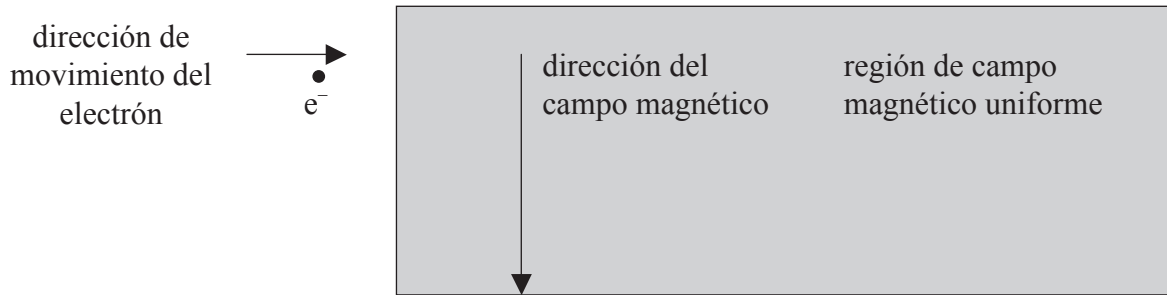 dirección de
movimiento del
electrón
e⁻
dirección del
campo magnético
región de campo
magnético uniforme